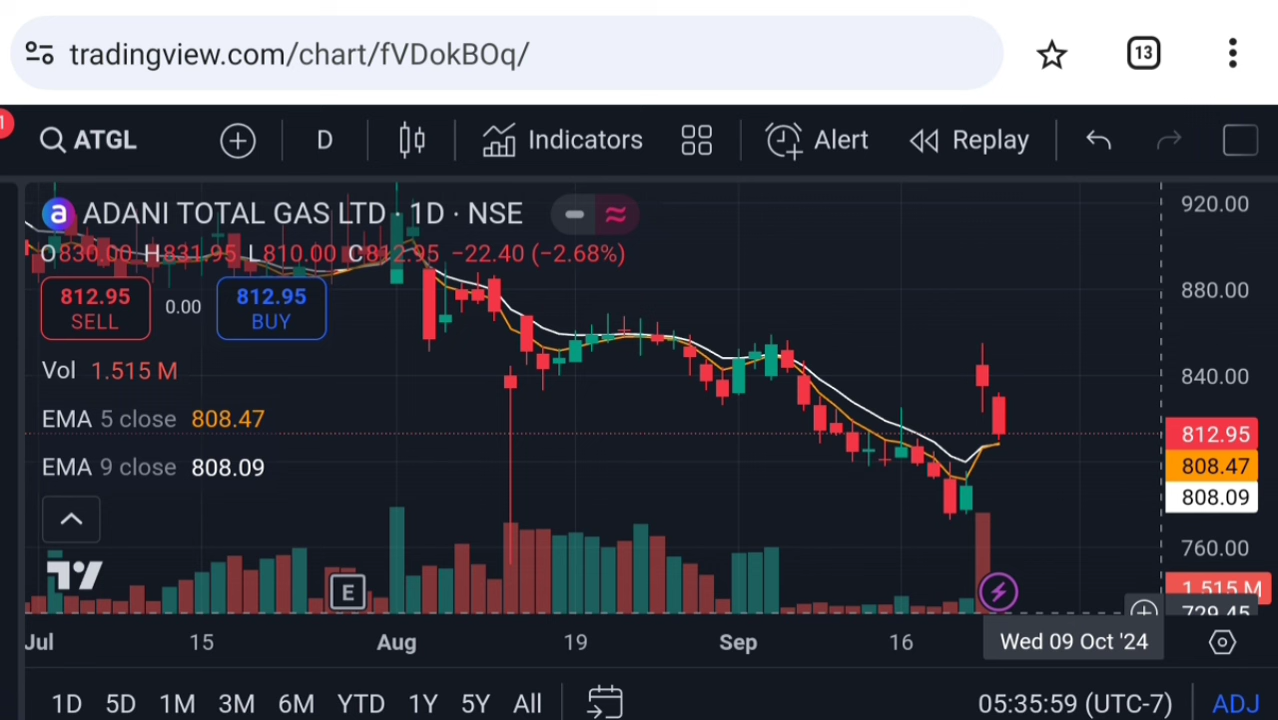 tradingview.com/chart/fVDokBOq/
13
1
ATGL
D
Indicators
Alert
Replay
a ADANI TOTAL GAS LTD · 1D · NSE
O830.00 H831.95 L810.00 C812.95 −22.40 (−2.68%)
812.95
SELL
0.00
812.95
BUY
Vol 1.515 M
EMA 5 close 808.47
EMA 9 close 808.09
920.00
880.00
840.00
812.95
808.47
808.09
760.00
1.515 M
729.45
E
Jul 15 Aug 19 Sep 16
Wed 09 Oct '24
1D 5D 1M 3M 6M YTD 1Y 5Y All
05:35:59 (UTC-7)
ADJ